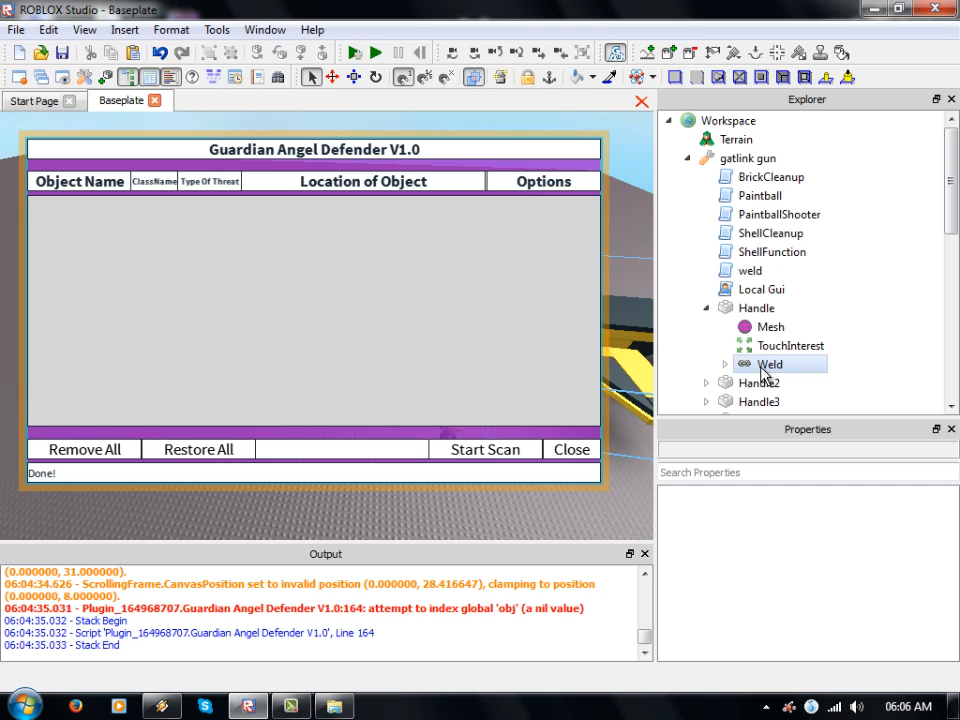 ROBLOX Studio - Baseplate
File Edit View Insert Format Tools Window Help
Start Page Baseplate
Explorer
Workspace
Terrain
gatlink gun
BrickCleanup
Paintball
PaintballShooter
ShellCleanup
ShellFunction
weld
Local Gui
Handle
Mesh
TouchInterest
Weld
Handle2
Handle3
Guardian Angel Defender V1.0
Object Name ClassName Type Of Threat Location of Object Options
Remove All Restore All Start Scan Close
Done!
Properties
Search Properties
Output
(0.000000, 31.000000).
06:04:34.626 - ScrollingFrame.CanvasPosition set to invalid position (0.000000, 28.416647), clamping to position
(0.000000, 8.000000).
06:04:35.031 - Plugin_164968707.Guardian Angel Defender V1.0:164: attempt to index global 'obj' (a nil value)
06:04:35.032 - Stack Begin
06:04:35.032 - Script 'Plugin_164968707.Guardian Angel Defender V1.0', Line 164
06:04:35.033 - Stack End
06:06 AM